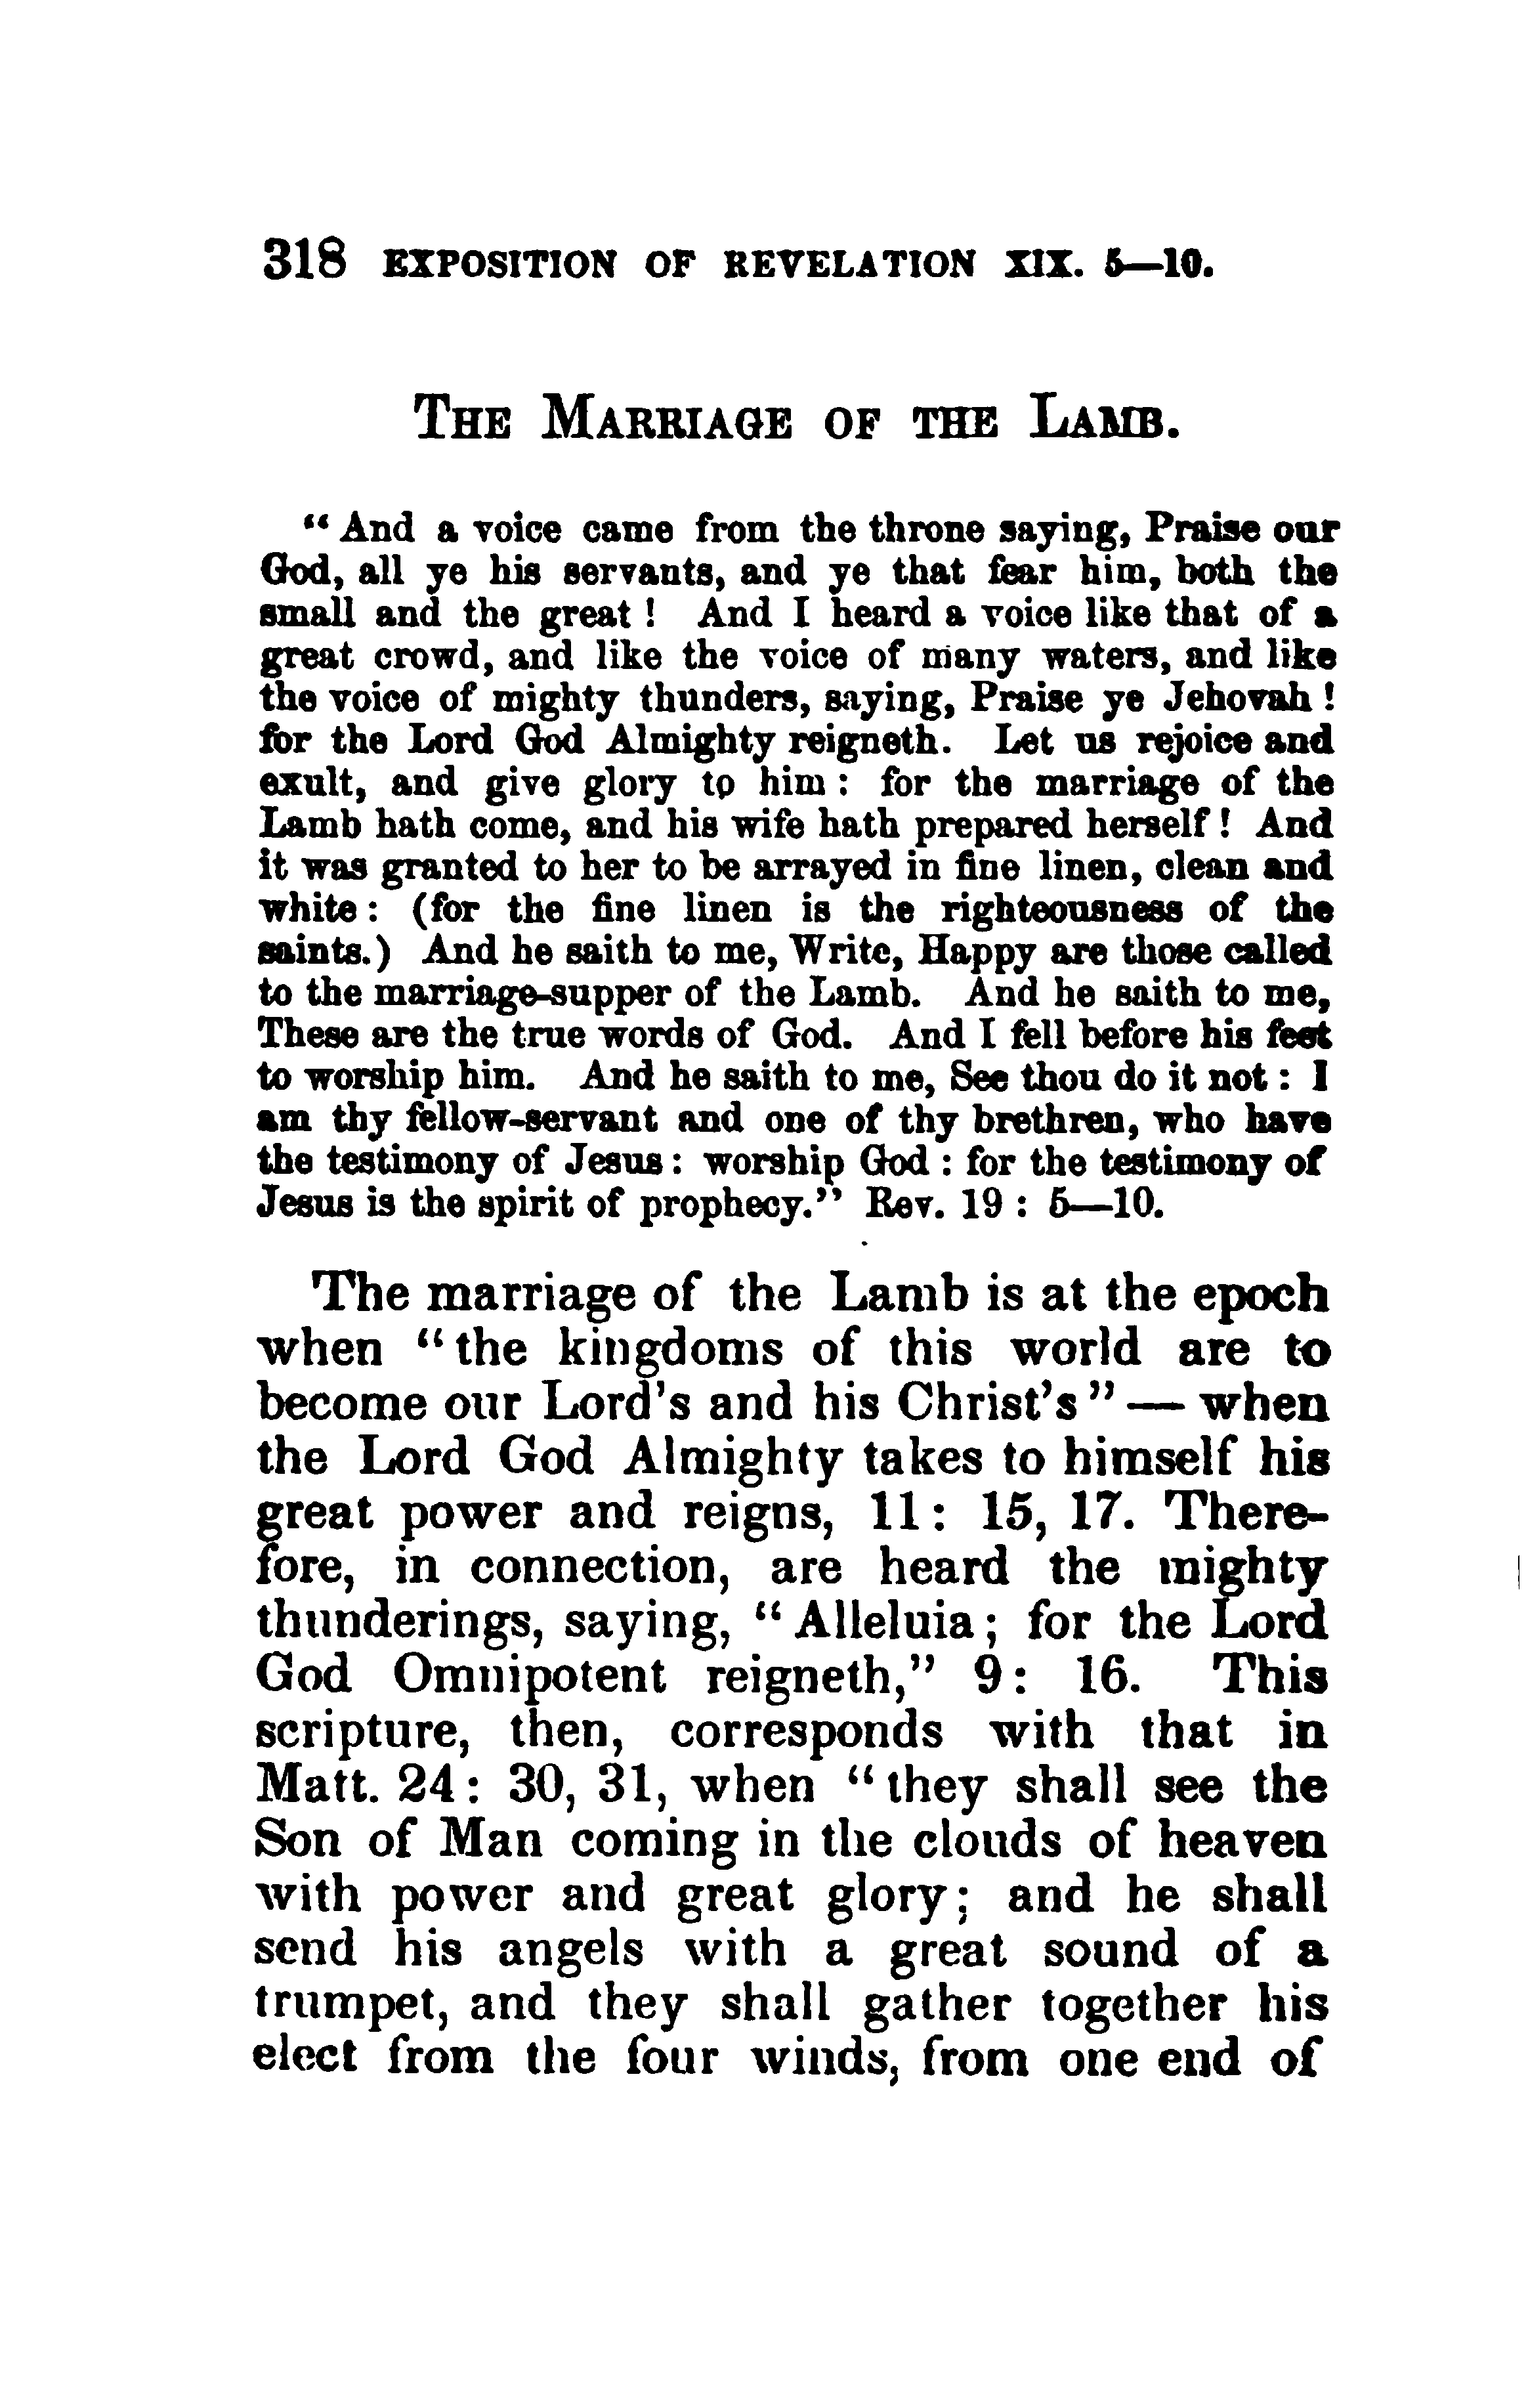 318 EXPOSITION OF REVELATION XIX. 5—10.
THE MARRIAGE OF THE LAMB.
“And a voice came from the throne saying, Praise our
God, all ye his servants, and ye that fear him, both the
small and the great! And I heard a voice like that of a
great crowd, and like the voice of many waters, and like
the voice of mighty thunders, saying, Praise ye Jehovah!
for the Lord God Almighty reigneth. Let us rejoice and
exult, and give glory to him: for the marriage of the
Lamb hath come, and his wife hath prepared herself! And
it was granted to her to be arrayed in fine linen, clean and
white: (for the fine linen is the righteousness of the
saints.) And he saith to me, Write, Happy are those called
to the marriage-supper of the Lamb. And he saith to me,
These are the true words of God. And I fell before his feet
to worship him. And he saith to me, See thou do it not: I
am thy fellow-servant and one of thy brethren, who have
the testimony of Jesus: worship God: for the testimony of
Jesus is the spirit of prophecy.” Rev. 19: 5—10.
The marriage of the Lamb is at the epoch
when “the kingdoms of this world are to
become our Lord's and his Christ's”— when
the Lord God Almighty takes to himself his
great power and reigns, 11: 15, 17. There-
fore, in connection, are heard the mighty
thunderings, saying, “Alleluia; for the Lord
God Omnipotent reigneth,” 9: 16. This
scripture, then, corresponds with that in
Matt. 24: 30, 31, when “they shall see the
Son of Man coming in the clouds of heaven
with power and great glory; and he shall
send his angels with a great sound of a
trumpet, and they shall gather together his
elect from the four winds, from one end of